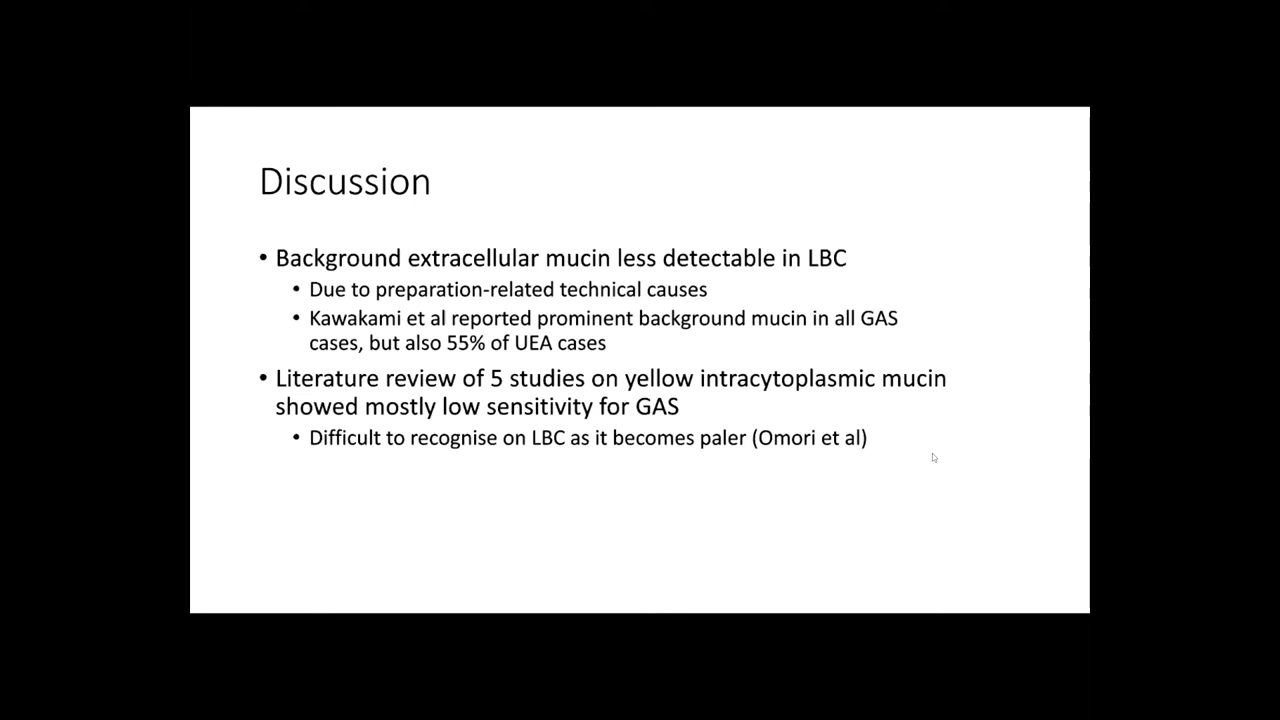 Discussion
• Background extracellular mucin less detectable in LBC
• Due to preparation-related technical causes
• Kawakami et al reported prominent background mucin in all GAS
cases, but also 55% of UEA cases
• Literature review of 5 studies on yellow intracytoplasmic mucin
showed mostly low sensitivity for GAS
• Difficult to recognise on LBC as it becomes paler (Omori et al)